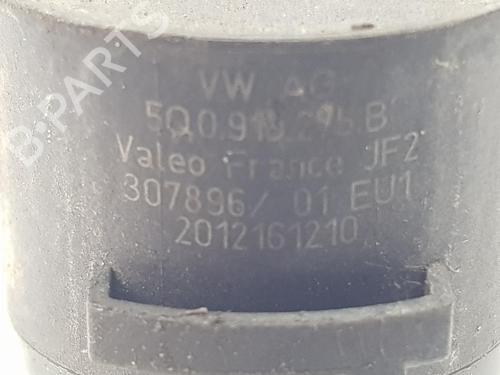 VW AG
5Q0.919.275.B
Valeo France JF2
307896/ 01 EU1
2012161210
B-PARTS